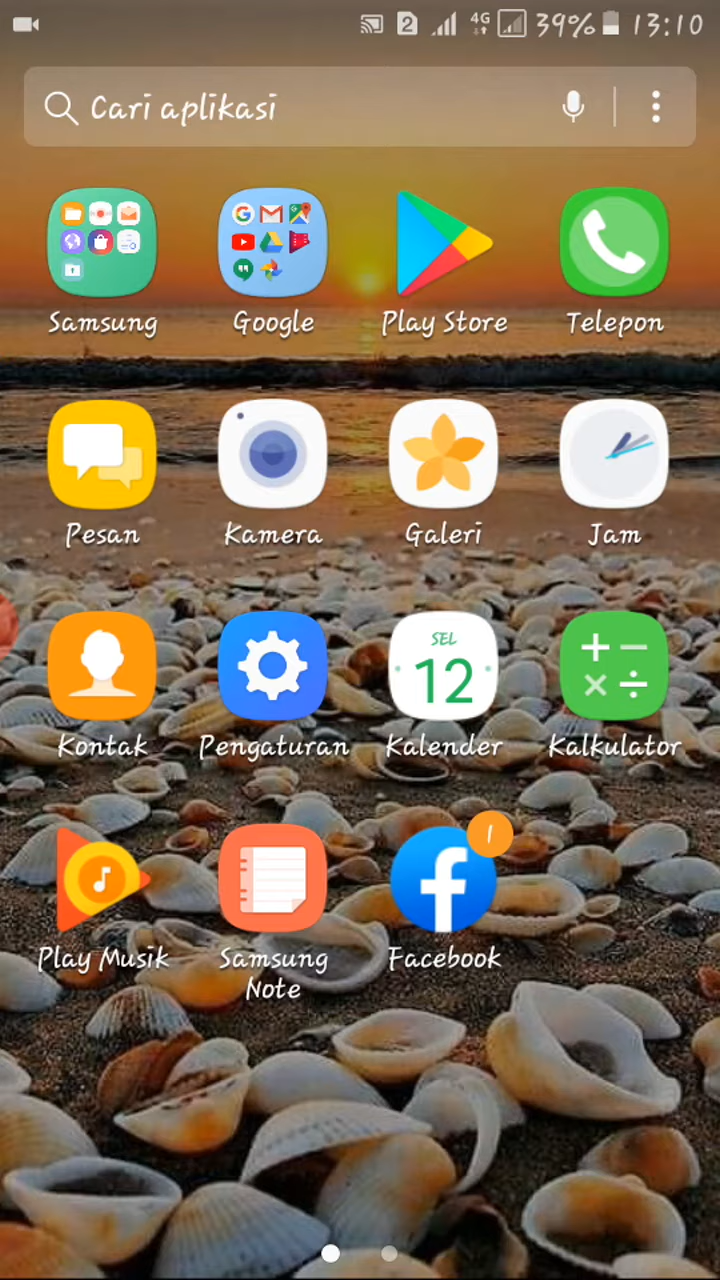 2 4G 39% 13:10
Cari aplikasi
Samsung Google Play Store Telepon
Pesan Kamera Galeri Jam
SEL
12
Kontak Pengaturan Kalender Kalkulator
1
Play Musik Samsung Note Facebook